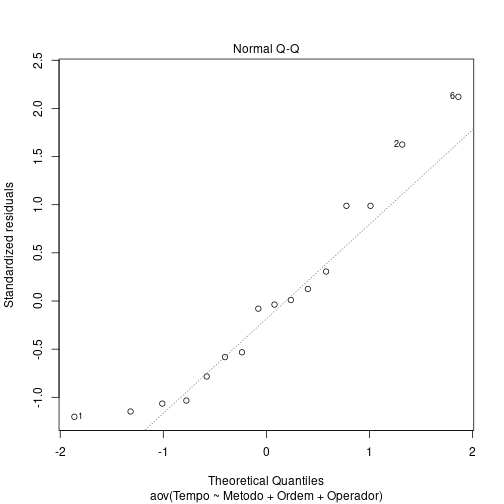 Normal Q-Q
2.5
2.0
1.5
1.0
0.5
0.0
-0.5
-1.0
Standardized residuals
6
2
1
-2 -1 0 1 2
Theoretical Quantiles
aov(Tempo ~ Metodo + Ordem + Operador)